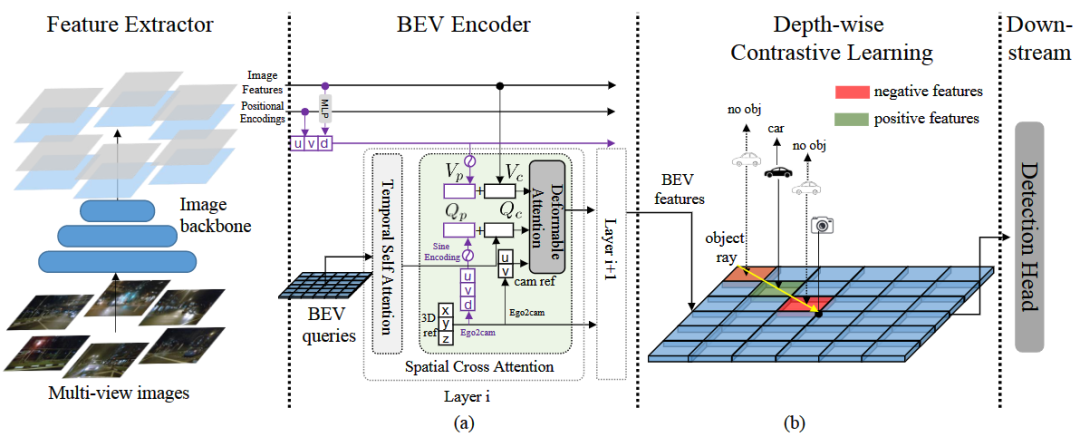 Feature Extractor
BEV Encoder
Depth-wise
Contrastive Learning
Down-
stream
Image
Features
Positional
Encodings
MLP
u v d
Image
backbone
Multi-view images
BEV
queries
Temporal Self Attention
V_p
+
V_c
Q_p
+
Q_c
Sine
Encoding
u
v
d
u
v
cam ref
3D
ref
x
y
z
Ego2cam
Ego2cam
Deformable
Attention
Spatial Cross Attention
Layer i
Layer i+1
(a)
BEV
features
object
ray
no obj
car
no obj
negative features
positive features
(b)
Detection Head